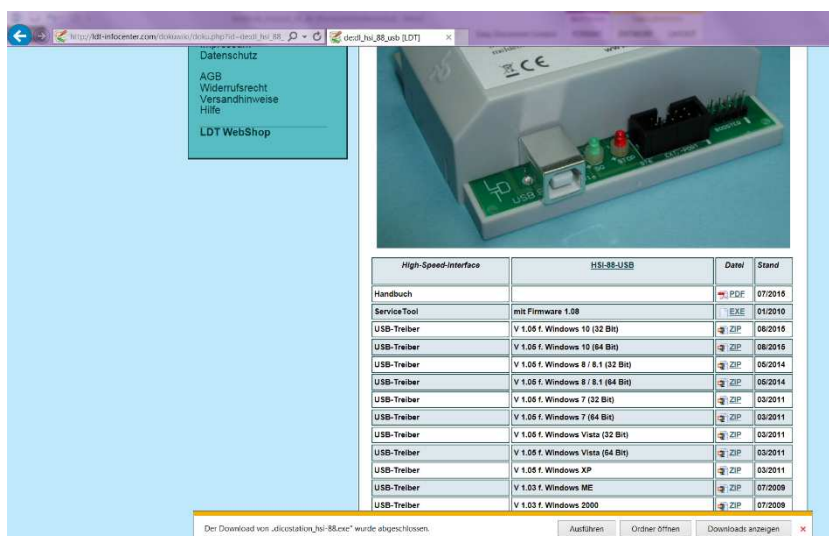 http://ldt-infocenter.com/dokuwiki/doku.php?id=de:dl_hsi_88_
de:dl_hsi_88_usb [LDT]
Datenschutz
AGB
Widerrufsrecht
Versandhinweise
Hilfe
LDT WebShop
CE
LDT
USB
STOP
BOOSTER
High-Speed-Interface HSI-88-USB Datei Stand
Handbuch PDF 07/2015
ServiceTool mit Firmware 1.08 EXE 01/2010
USB-Treiber V 1.05 f. Windows 10 (32 Bit) ZIP 08/2015
USB-Treiber V 1.05 f. Windows 10 (64 Bit) ZIP 08/2015
USB-Treiber V 1.05 f. Windows 8 / 8.1 (32 Bit) ZIP 05/2014
USB-Treiber V 1.05 f. Windows 8 / 8.1 (64 Bit) ZIP 05/2014
USB-Treiber V 1.05 f. Windows 7 (32 Bit) ZIP 03/2011
USB-Treiber V 1.05 f. Windows 7 (64 Bit) ZIP 03/2011
USB-Treiber V 1.05 f. Windows Vista (32 Bit) ZIP 03/2011
USB-Treiber V 1.05 f. Windows Vista (64 Bit) ZIP 03/2011
USB-Treiber V 1.05 f. Windows XP ZIP 03/2011
USB-Treiber V 1.03 f. Windows ME ZIP 07/2009
USB-Treiber V 1.03 f. Windows 2000 ZIP 07/2009
Der Download von „dicostation_hsi-88.exe" wurde abgeschlossen. Ausführen Ordner öffnen Downloads anzeigen